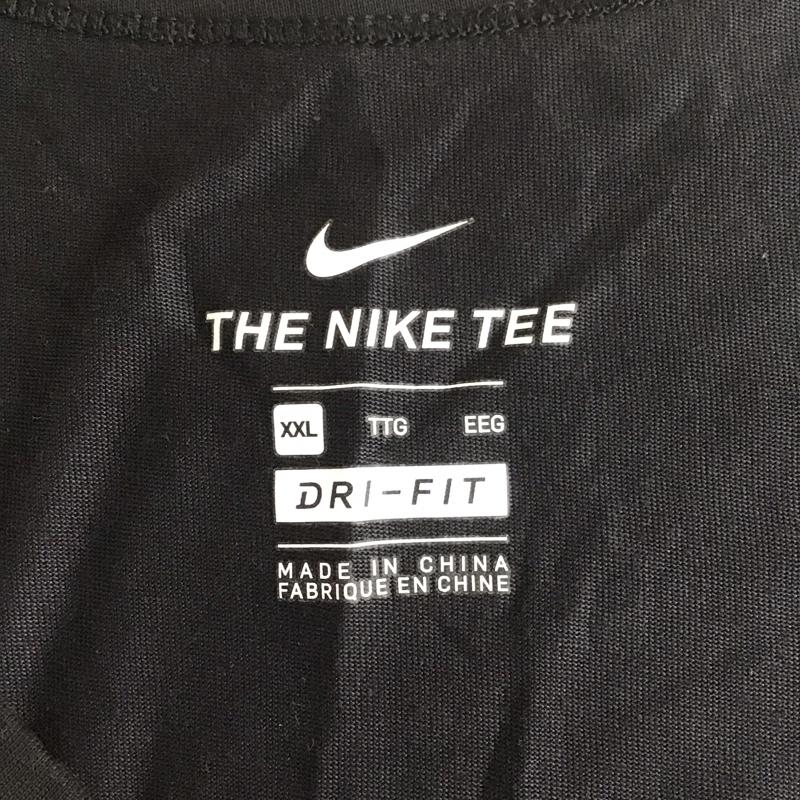 THE NIKE TEE
XXL TTG EEG
DRI-FIT
MADE IN CHINA
FABRIQUE EN CHINE